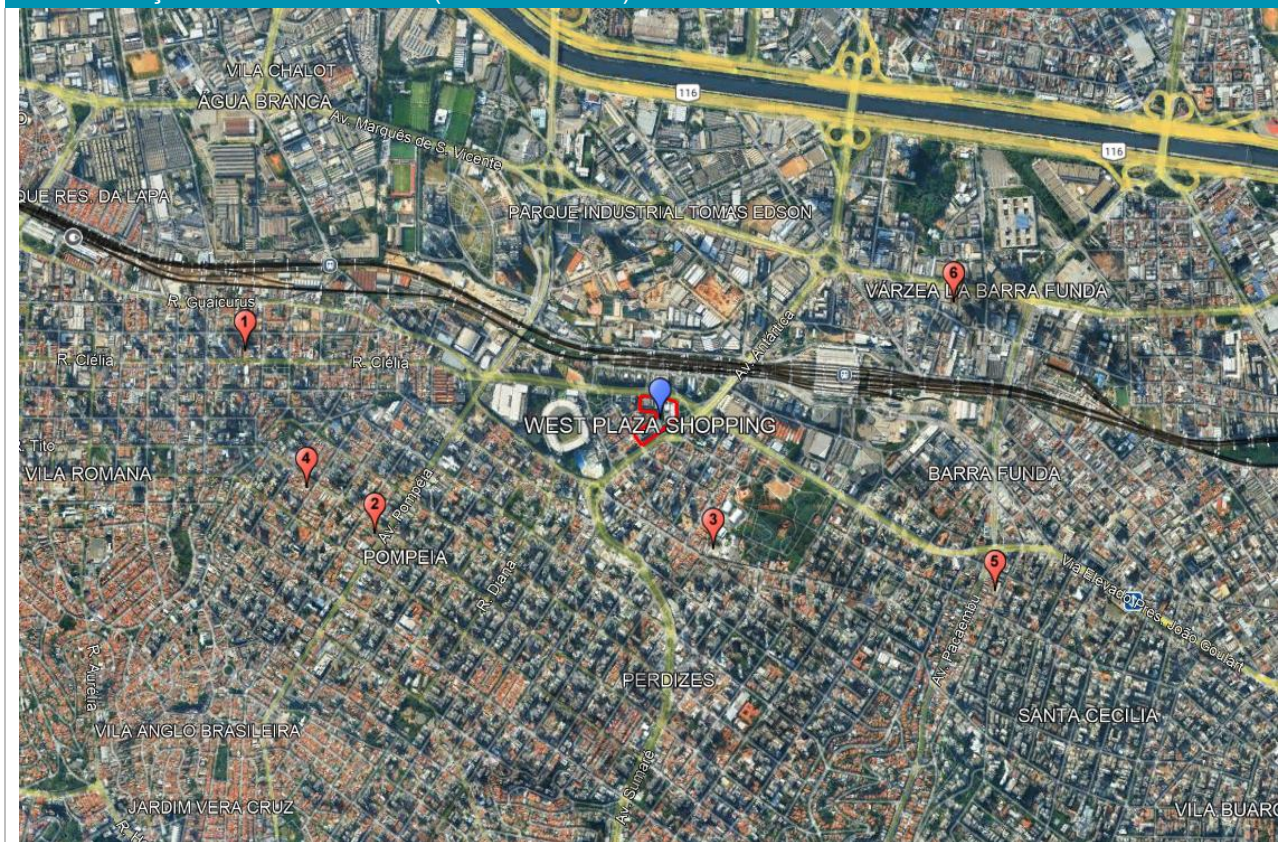 VILA CHALOT
ÁGUA BRANCA
116
Av. Marquês de S. Vicente
116
QUE RES. DA LAPA
PARQUE INDUSTRIAL TOMAS EDSON
6
VÁRZEA DA BARRA FUNDA
R. Guaicurus
1
Av. Antártica
R. Clélia
R. Clélia
WEST PLAZA SHOPPING
R. Tito
VILA ROMANA
4
BARRA FUNDA
2
Av. Pompéia
3
POMPEIA
5
R. Diana
Via Elevado Pres. João Goulart
Av. Pacaembu
R. Aurélia
PERDIZES
SANTA CECILIA
VILA ANGLO BRASILEIRA
Av. Sumaré
JARDIM VERA CRUZ
VILA BUARQ